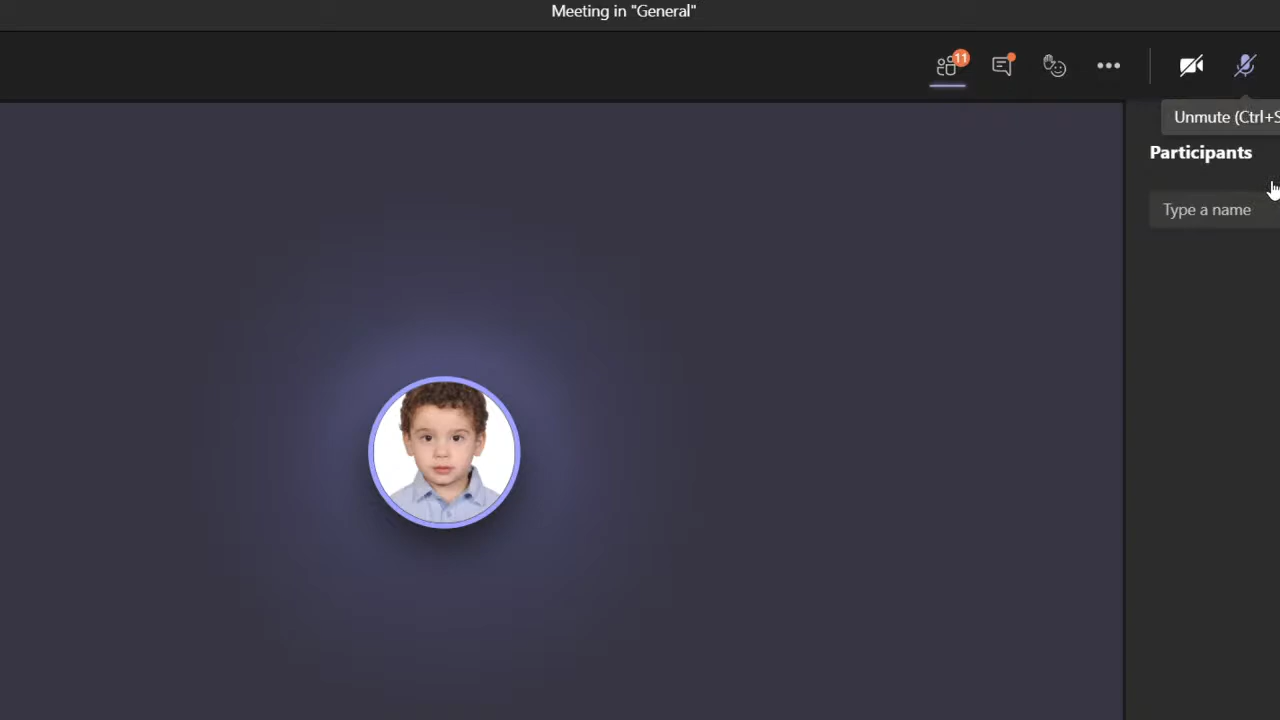 Meeting in "General"
11
Unmute (Ctrl+S
Participants
Type a name